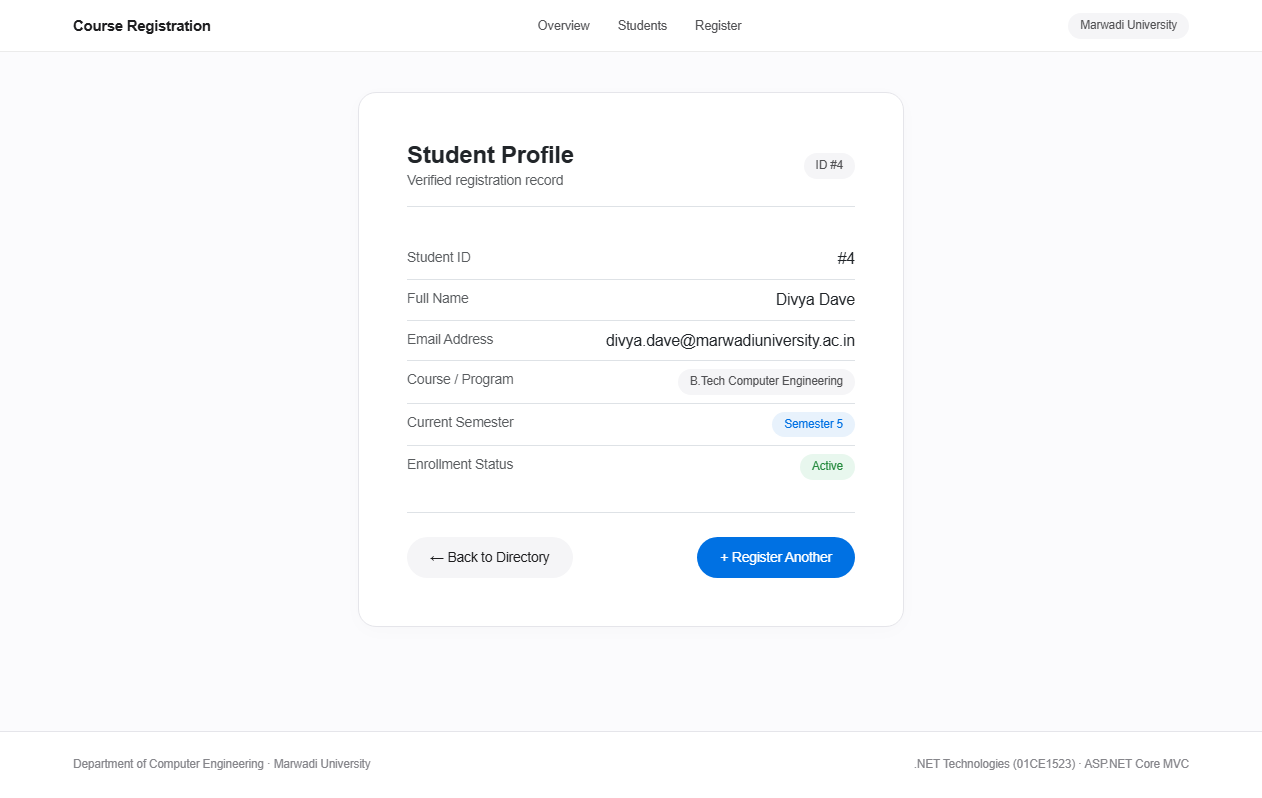 Course Registration
Overview Students Register
Marwadi University
Student Profile
Verified registration record
ID #4
Student ID #4
Full Name Divya Dave
Email Address divya.dave@marwadiuniversity.ac.in
Course / Program B.Tech Computer Engineering
Current Semester Semester 5
Enrollment Status Active
← Back to Directory
+ Register Another
Department of Computer Engineering · Marwadi University
.NET Technologies (01CE1523) · ASP.NET Core MVC